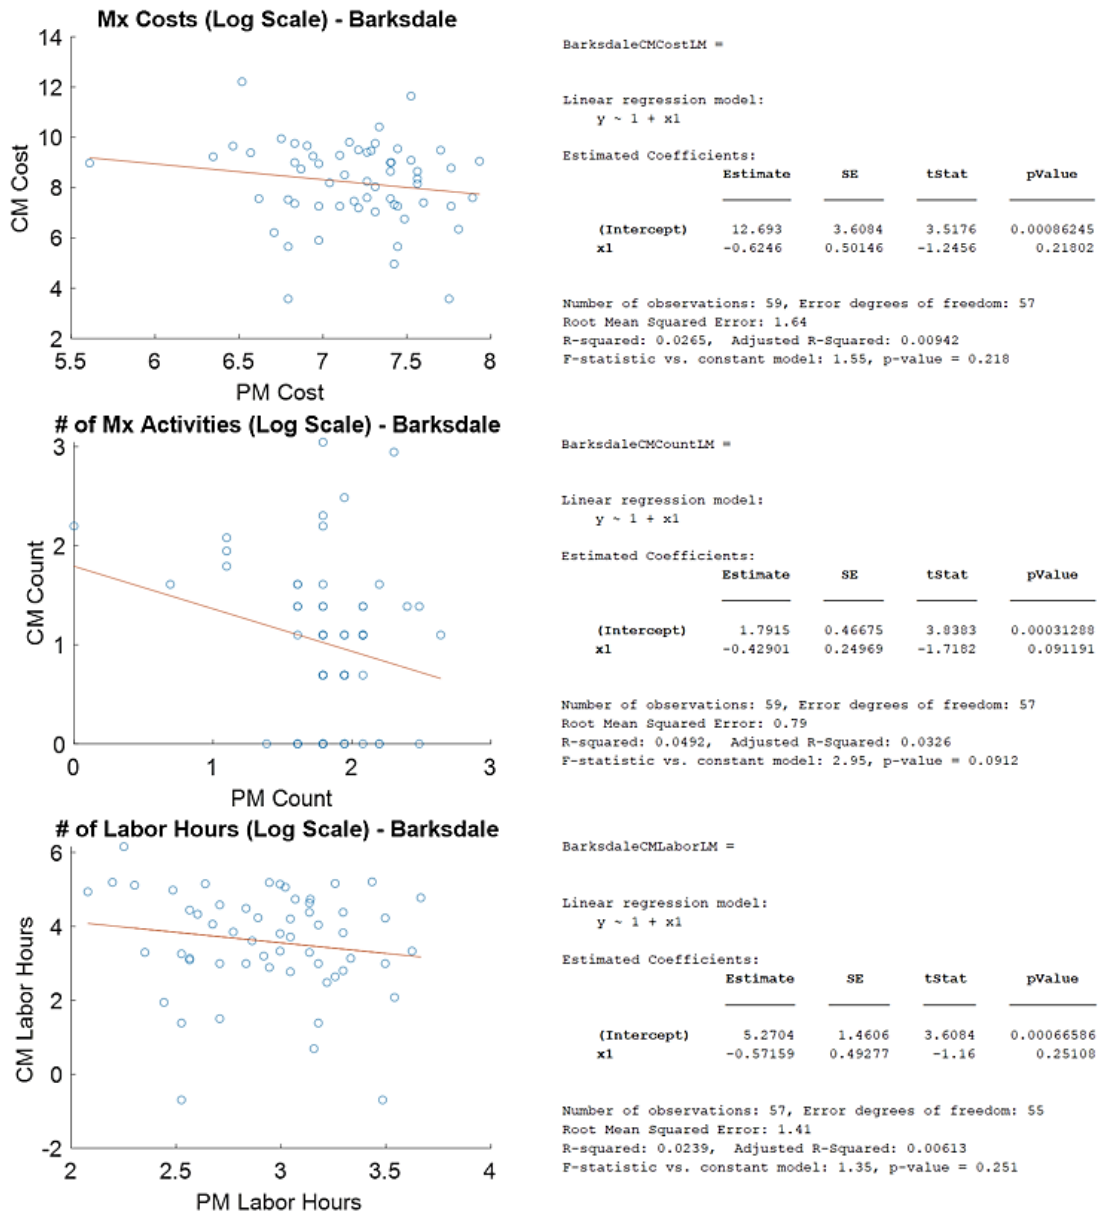 Mx Costs (Log Scale) - Barksdale
14
12
10
8
6
4
2
CM Cost
5.5 6 6.5 7 7.5 8
PM Cost
BarksdaleCMCostLM =
Linear regression model:
y ~ 1 + x1
Estimated Coefficients:
Estimate SE tStat pValue
(Intercept) 12.693 3.6084 3.5176 0.00086245
x1 -0.6246 0.50146 -1.2456 0.21802
Number of observations: 59, Error degrees of freedom: 57
Root Mean Squared Error: 1.64
R-squared: 0.0265, Adjusted R-Squared: 0.00942
F-statistic vs. constant model: 1.55, p-value = 0.218
# of Mx Activities (Log Scale) - Barksdale
3
2
1
0
CM Count
0 1 2 3
PM Count
BarksdaleCMCountLM =
Linear regression model:
y ~ 1 + x1
Estimated Coefficients:
Estimate SE tStat pValue
(Intercept) 1.7915 0.46675 3.8383 0.00031288
x1 -0.42901 0.24969 -1.7182 0.091191
Number of observations: 59, Error degrees of freedom: 57
Root Mean Squared Error: 0.79
R-squared: 0.0492, Adjusted R-Squared: 0.0326
F-statistic vs. constant model: 2.95, p-value = 0.0912
# of Labor Hours (Log Scale) - Barksdale
6
4
2
0
-2
CM Labor Hours
2 2.5 3 3.5 4
PM Labor Hours
BarksdaleCMLaborLM =
Linear regression model:
y ~ 1 + x1
Estimated Coefficients:
Estimate SE tStat pValue
(Intercept) 5.2704 1.4606 3.6084 0.00066586
x1 -0.57159 0.49277 -1.16 0.25108
Number of observations: 57, Error degrees of freedom: 55
Root Mean Squared Error: 1.41
R-squared: 0.0239, Adjusted R-Squared: 0.00613
F-statistic vs. constant model: 1.35, p-value = 0.251